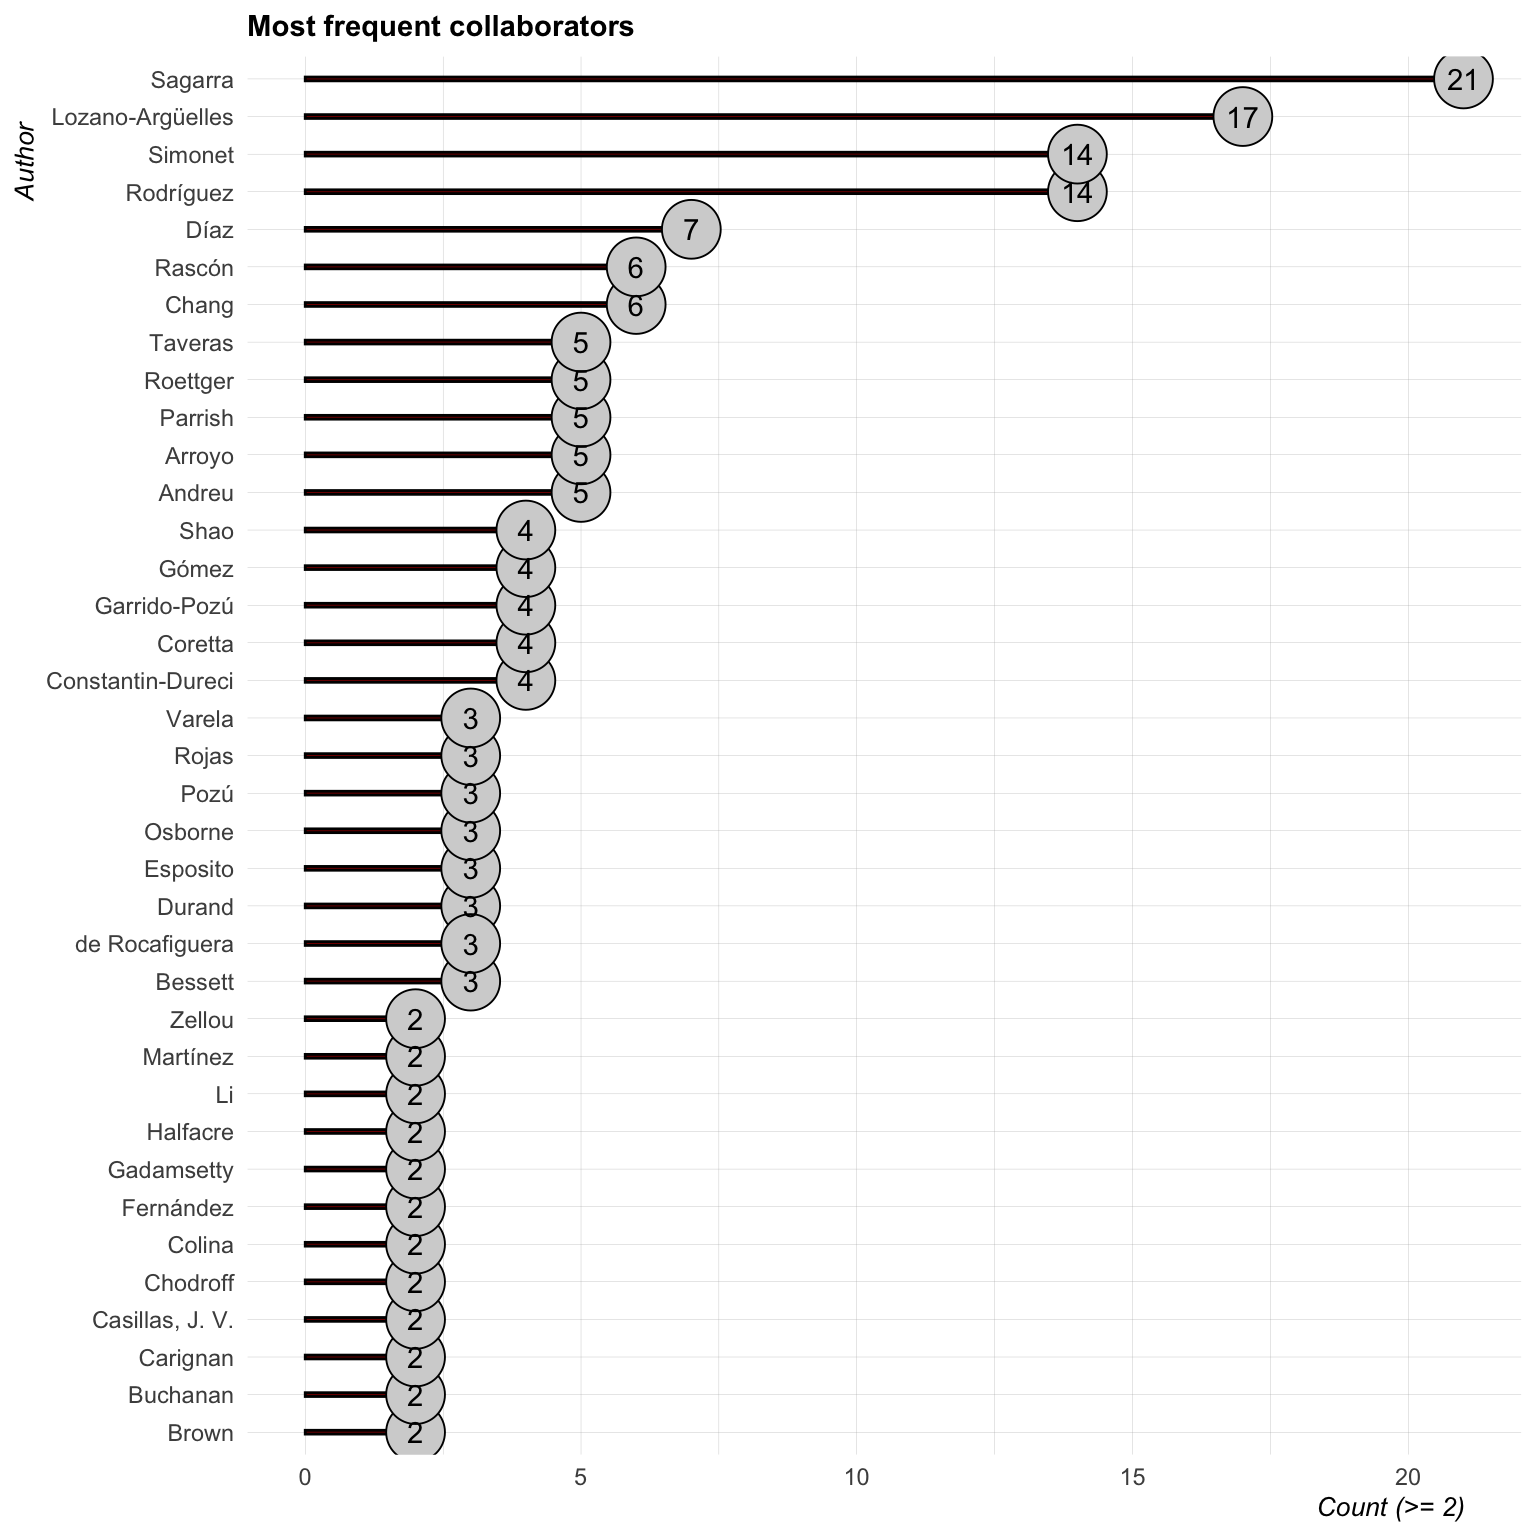 Most frequent collaborators
Author
Sagarra 21
Lozano-Argüelles 17
Simonet 14
Rodríguez 14
Díaz 7
Rascón 6
Chang 6
Taveras 5
Roettger 5
Parrish 5
Arroyo 5
Andreu 5
Shao 4
Gómez 4
Garrido-Pozú 4
Coretta 4
Constantin-Dureci 4
Varela 3
Rojas 3
Pozú 3
Osborne 3
Esposito 3
Durand 3
de Rocafiguera 3
Bessett 3
Zellou 2
Martínez 2
Li 2
Halfacre 2
Gadamsetty 2
Fernández 2
Colina 2
Chodroff 2
Casillas, J. V. 2
Carignan 2
Buchanan 2
Brown 2
0 5 10 15 20
Count (>= 2)